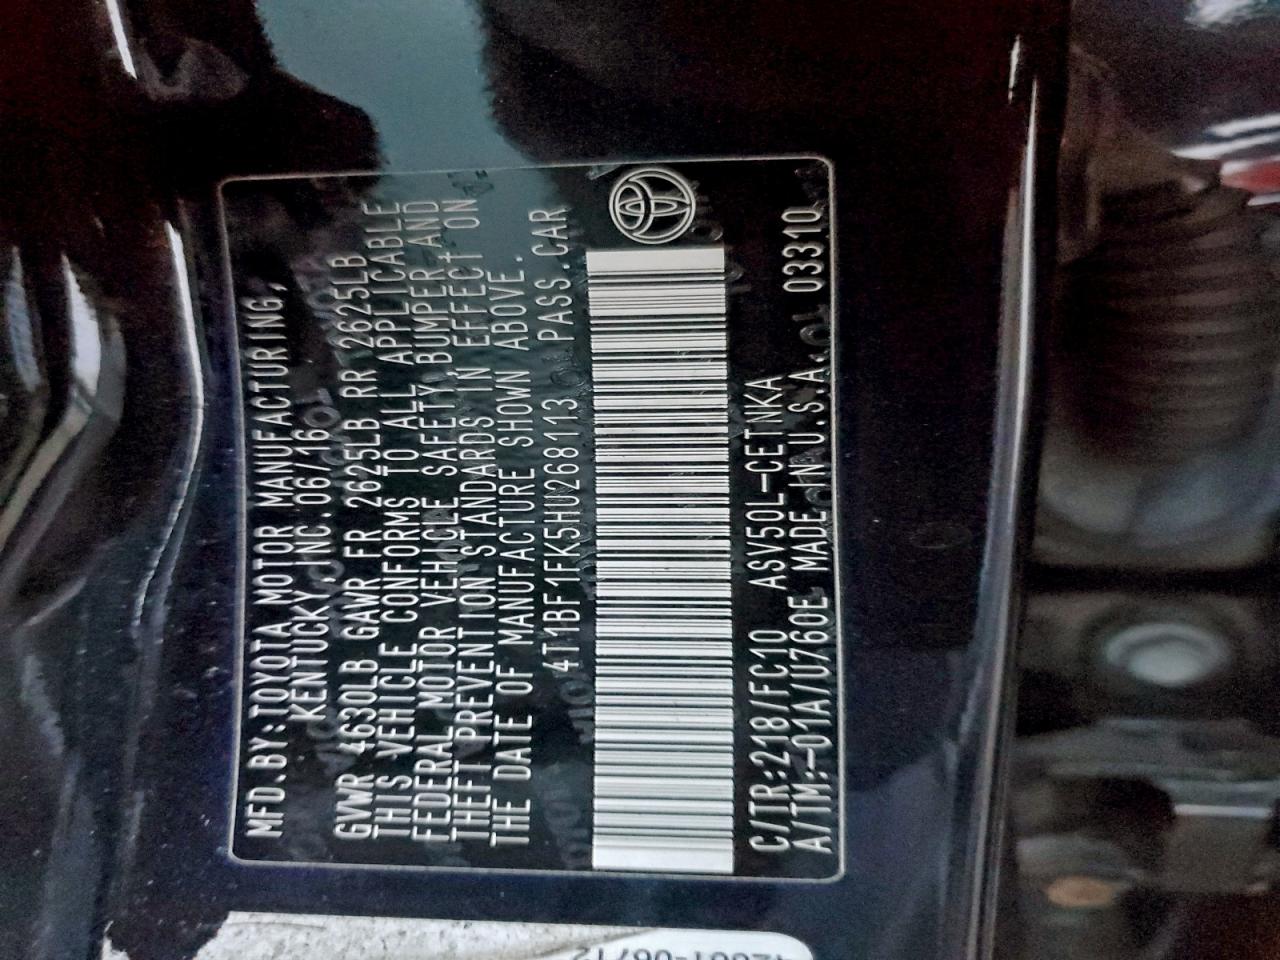 MFD.BY:TOYOTA MOTOR MANUFACTURING,
KENTUCKY,INC.06/16
GVWR 4630LB GAWR FR 2625LB RR 2625LB
THIS VEHICLE CONFORMS TO ALL APPLICABLE
FEDERAL MOTOR VEHICLE SAFETY,BUMPER AND
THEFT PREVENTION STANDARDS IN EFFECT ON
THE DATE OF MANUFACTURE SHOWN ABOVE.
4T1BF1FK5HU268113 PASS.CAR
C/TR:218/FC10 ASV50L-CETNKA
A/TM:-01A/U760E MADE IN U.S.A. 03310